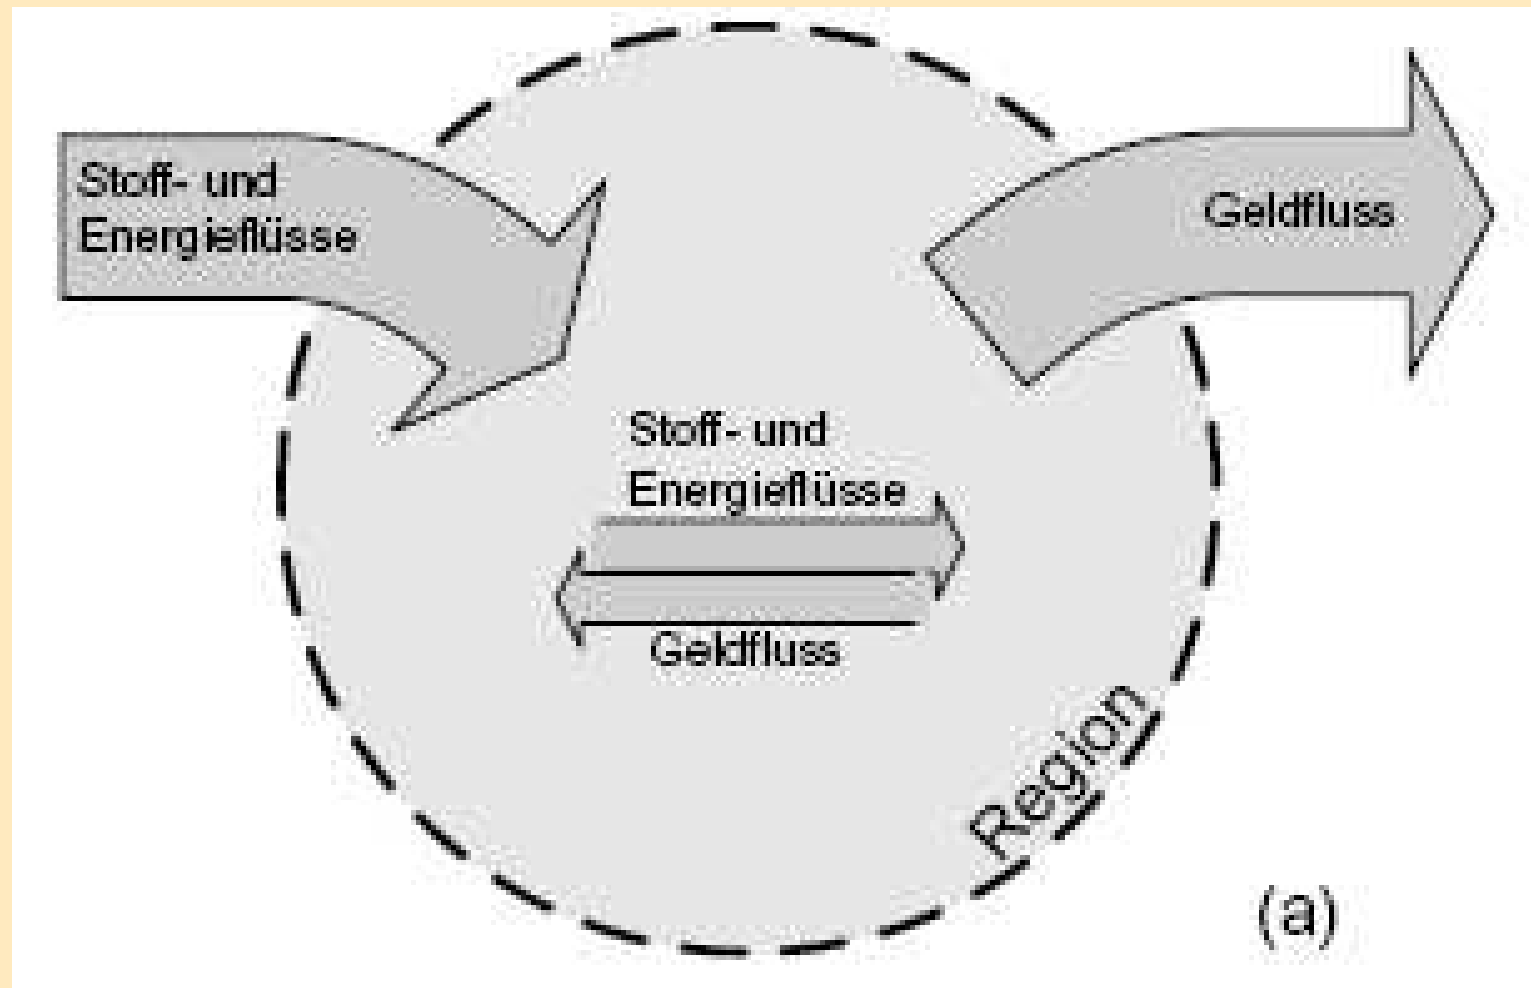 Stoff- und
Energieflüsse
Geldfluss
Stoff- und
Energieflüsse
Geldfluss
Region
(a)